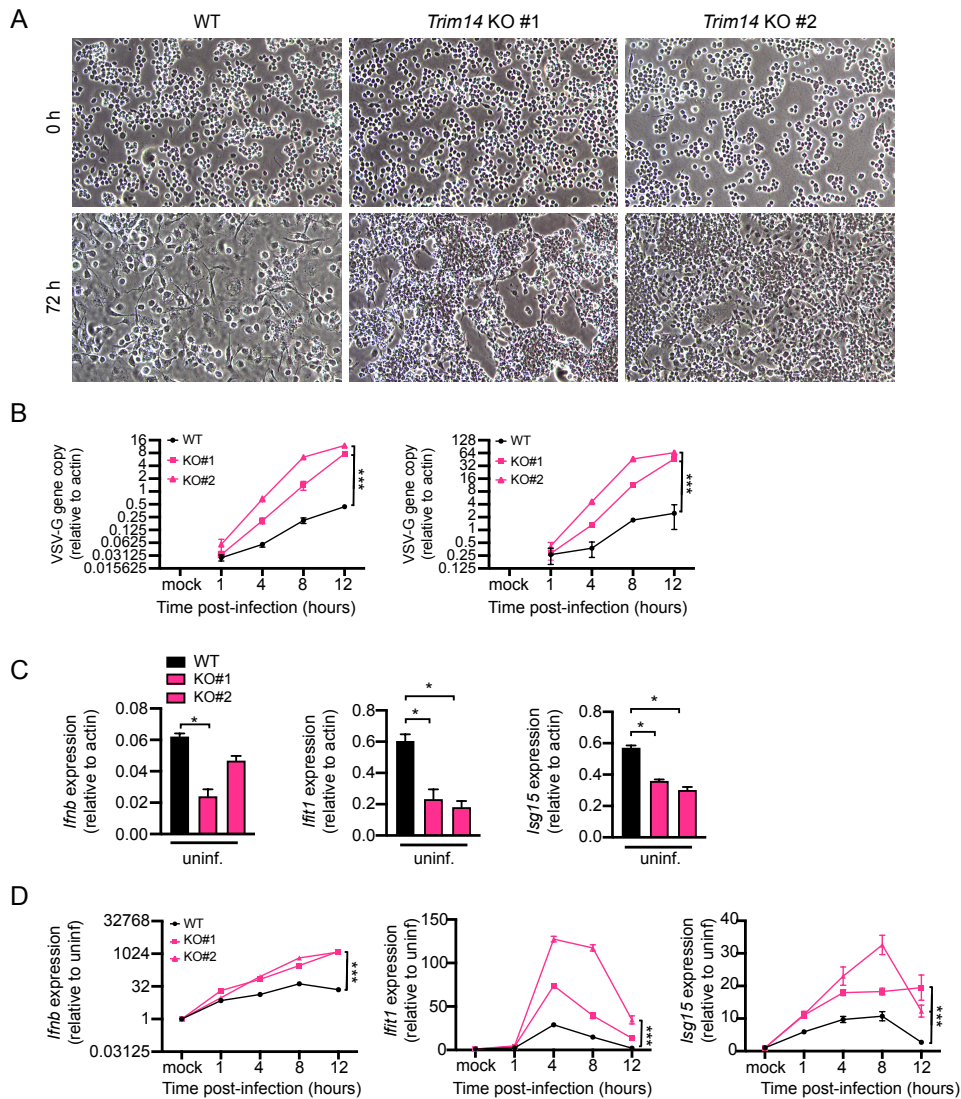 A
WT
Trim14 KO #1
Trim14 KO #2
0 h
72 h
B
VSV-G gene copy
(relative to actin)
16
8
4
2
1
0.5
0.25
0.125
0.0625
0.03125
0.015625
WT
KO#1
KO#2
***
mock 1 4 8 12
Time post-infection (hours)
VSV-G gene copy
(relative to actin)
128
64
32
16
8
4
2
1
0.5
0.25
0.125
WT
KO#1
KO#2
***
mock 1 4 8 12
Time post-infection (hours)
C
WT
KO#1
KO#2
Ifnb expression
(relative to actin)
0.08
0.06
0.04
0.02
0.00
*
uninf.
Ifit1 expression
(relative to actin)
0.8
0.6
0.4
0.2
0.0
*
*
uninf.
Isg15 expression
(relative to actin)
0.8
0.6
0.4
0.2
0.0
*
*
uninf.
D
Ifnb expression
(relative to uninf)
32768
1024
32
1
0.03125
WT
KO#1
KO#2
***
mock 1 4 8 12
Time post-infection (hours)
Ifit1 expression
(relative to uninf)
150
100
50
0
***
mock 1 4 8 12
Time post-infection (hours)
Isg15 expression
(relative to uninf)
40
30
20
10
0
***
mock 1 4 8 12
Time post-infection (hours)